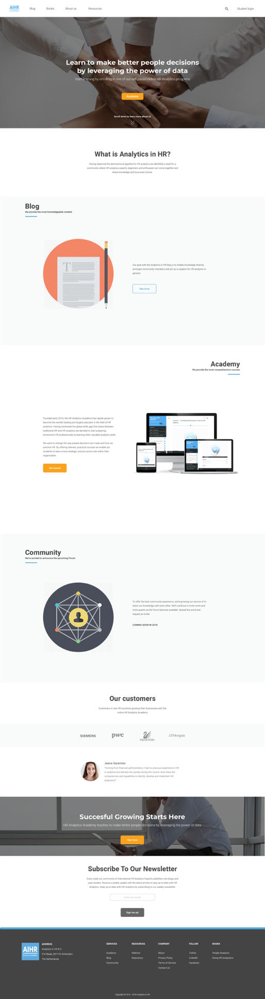 AIHR
Blog
Books
About us
Resources
Student login
Learn to make better people decisions
by leveraging the power of data
Start learning by enrolling in one of our self-paced online HR Analytics programs
Academy
Scroll down to learn more about us
What is Analytics in HR?
Having observed the astronomical appetite for HR analytics we identified a need for a
community where HR analytics experts, beginners and enthusiast can come together and
share knowledge and (success) stories.
Blog
We provide the most knowledgeable content
T
Our goal with the Analytics in HR blog is to enable knowledge sharing
amongst community members and act as a catalyst for HR analytics in
general.
See more
Academy
We provide the most comprehensive courses
Founded early 2016, the HR Analytics Academy has rapidly grown to
become the world's leading and largest educator in the field of HR
analytics. Having witnessed the global skills gap that exists between
traditional HR and HR analytics we decided to start preparing
tomorrow's HR professionals by learning them valuable analytics skills.
We want to change the way people decisions are made and how we
practice HR. By offering relevant, practical courses we enable our
students to take a more strategic and pro-active role within their
organization.
Get started
Community
We're excited to announce the upcoming Forum
To offer the best community experience, we're growing our service of to
share our knowledge with each other. We'll continue to invite more and
more guests as the forum become available. Spread the word and
request an invite.
COMING SOON IN 2018
Our customers
Customers in over 90 countries growing their businesses with the
online HR Analytics Academy
SIEMENS
pwc
SWAROVSKI
J.P.Morgan
Jaana Saramies
"Coming from financial administration, I had no previous experience in HR
or analytics but learned very quickly during this course. Now I have the
competencies and capabilities to identify, develop and implement HR
analystics!"
Succesful Growing Starts Here
HR Analytics Academy teaches to make better people decisions by leveraging the power of data
Start here
Subscribe To Our Newsletter
Every week our community of international HR Analytics Experts publishes new blogs and
case studies. Receive a weekly update with the latest articles to stay up-to-date with HR
Analytics. Keep up-to-date with HR analytics by subscribing to our weekly newsletter
Enter your email
Sign me up!
AIHR
BLOG & ACADEMY
ADDRESS
Analytics in HR B.V
516 Blaak, 3011TA Rotterdam
The Netherlands
SERVICES
Academy
Blog
Community
RESOURCES
Webinar
Repository
COMPANY
About
Privacy Policy
Terms of Service
Contact Us
FOLLOW
Twitter
LinkedIn
Facebook
BOOKS
People Analytics
Doing HR Analystics
Copyright © 2016 - 2018 Analytics in HR